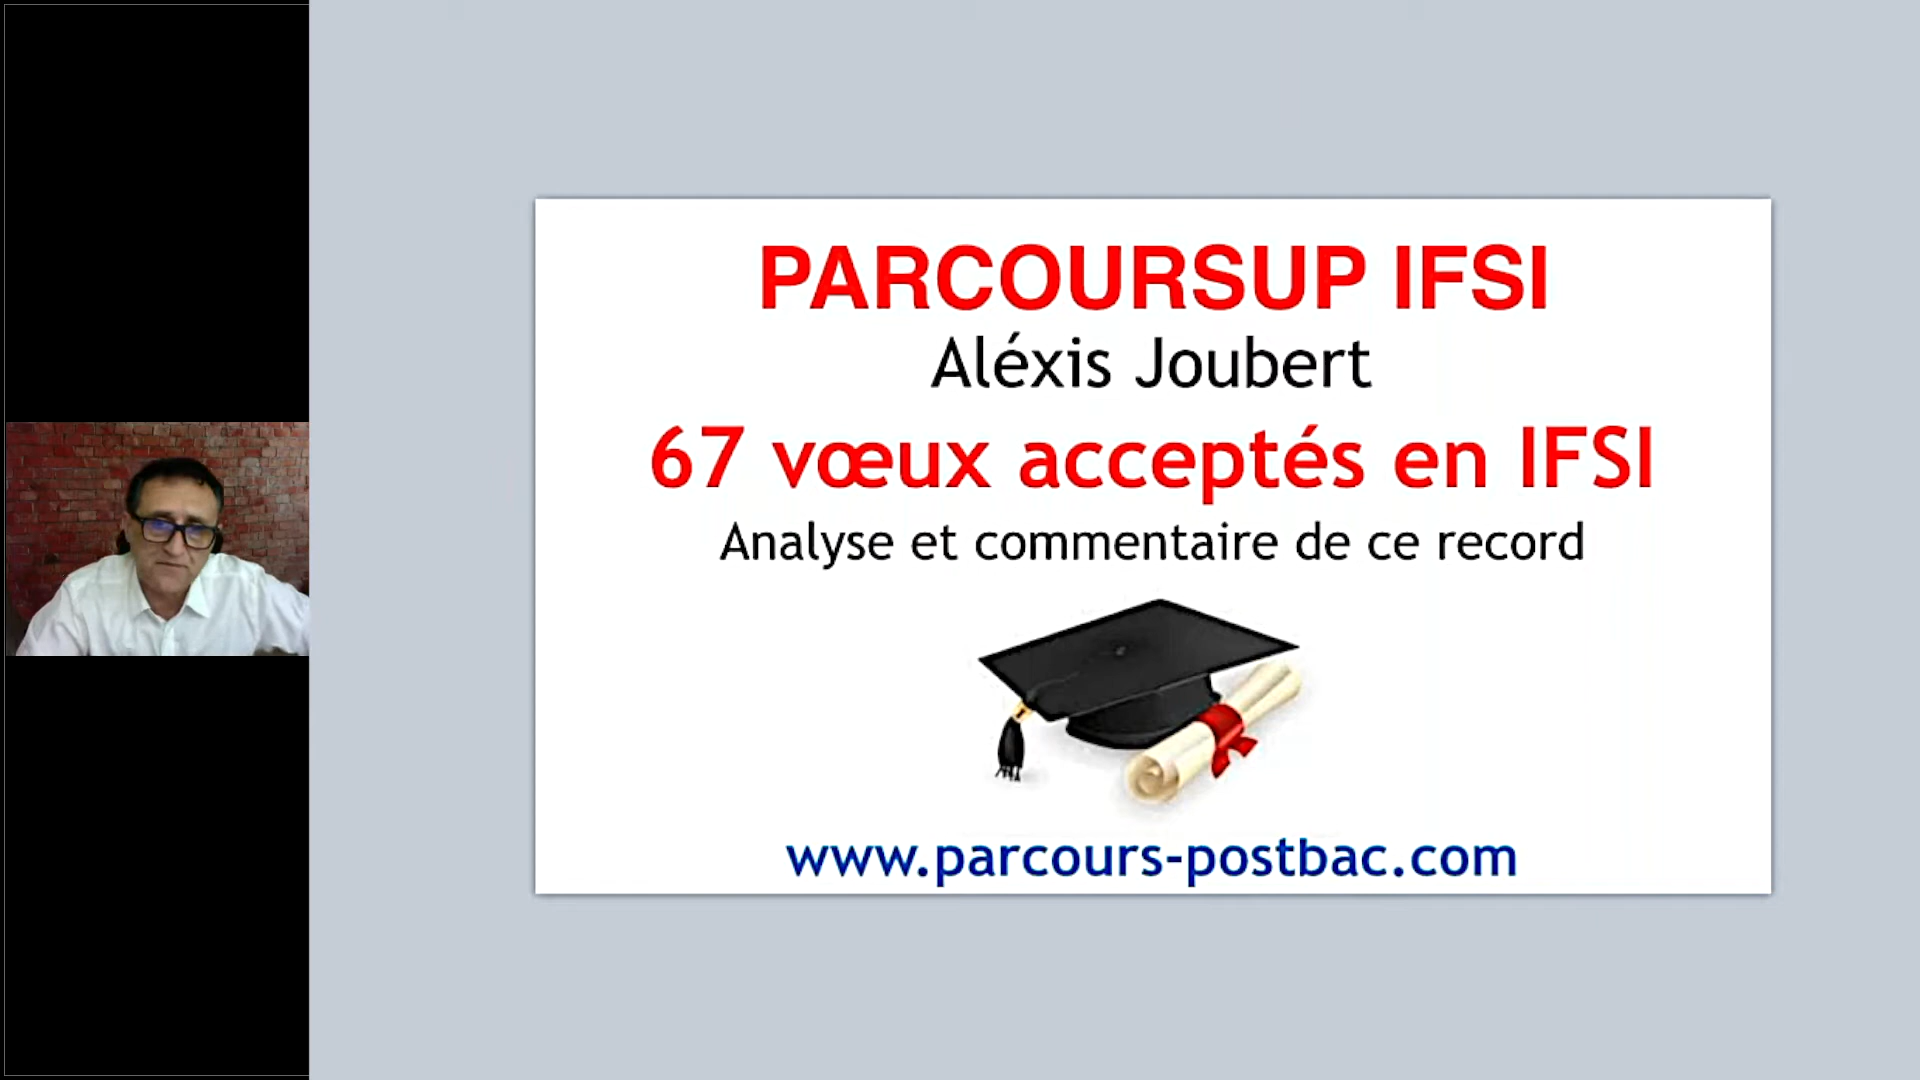 PARCOURSUP IFSI
Aléxis Joubert
67 vœux acceptés en IFSI
Analyse et commentaire de ce record
www.parcours-postbac.com